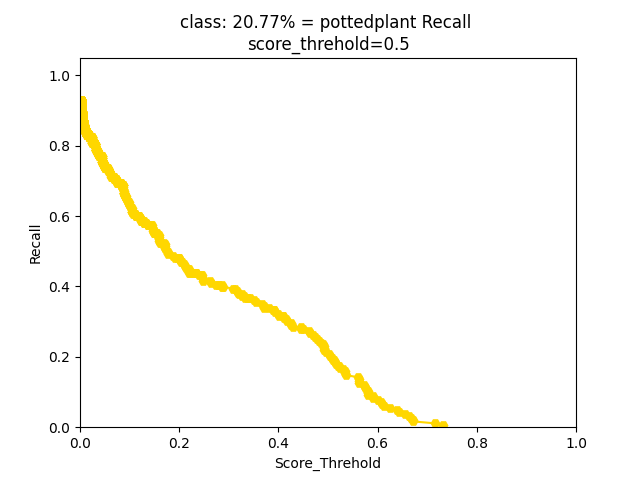 class: 20.77% = pottedplant Recall
score_threhold=0.5
1.0
0.8
0.6
0.4
0.2
0.0
Recall
0.0 0.2 0.4 0.6 0.8 1.0
Score_Threhold